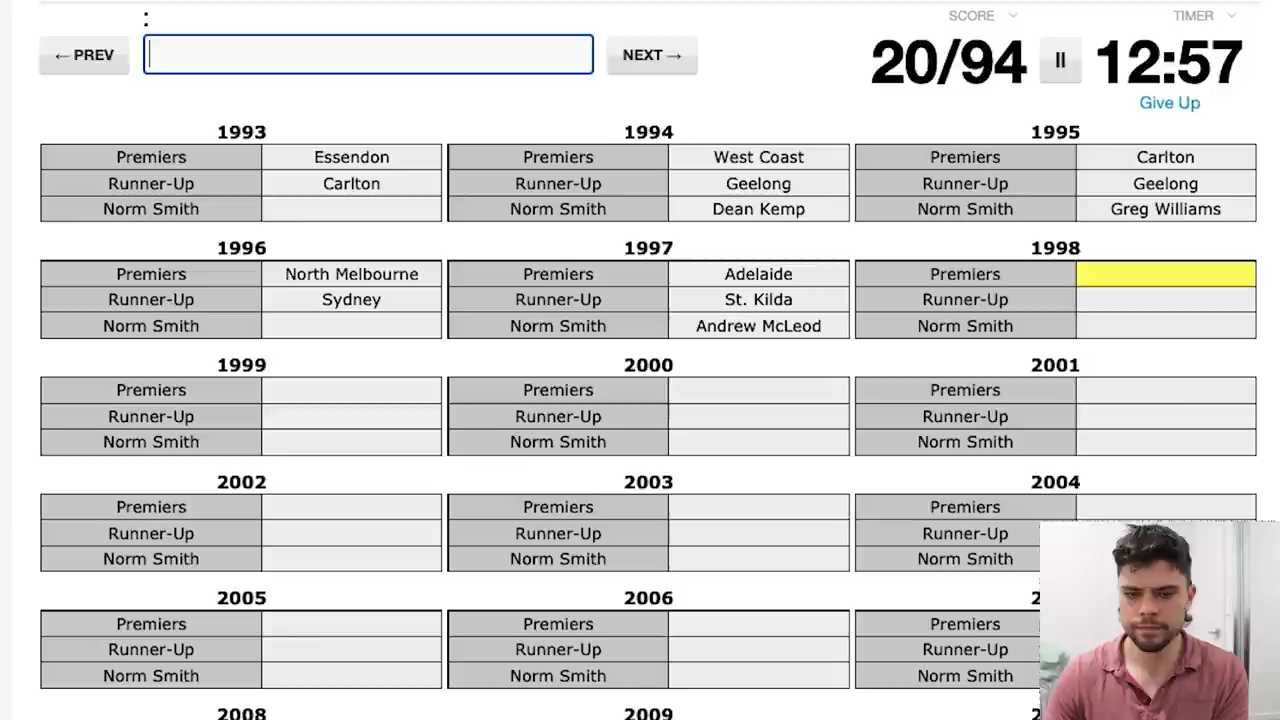 :
SCORE
TIMER
← PREV
NEXT →
20/94
12:57
Give Up
1993
Premiers Essendon
Runner-Up Carlton
Norm Smith
1994
Premiers West Coast
Runner-Up Geelong
Norm Smith Dean Kemp
1995
Premiers Carlton
Runner-Up Geelong
Norm Smith Greg Williams
1996
Premiers North Melbourne
Runner-Up Sydney
Norm Smith
1997
Premiers Adelaide
Runner-Up St. Kilda
Norm Smith Andrew McLeod
1998
Premiers
Runner-Up
Norm Smith
1999
Premiers
Runner-Up
Norm Smith
2000
Premiers
Runner-Up
Norm Smith
2001
Premiers
Runner-Up
Norm Smith
2002
Premiers
Runner-Up
Norm Smith
2003
Premiers
Runner-Up
Norm Smith
2004
Premiers
Runner-Up
Norm Smith
2005
Premiers
Runner-Up
Norm Smith
2006
Premiers
Runner-Up
Norm Smith
Premiers
Runner-Up
Norm Smith
2008
2009